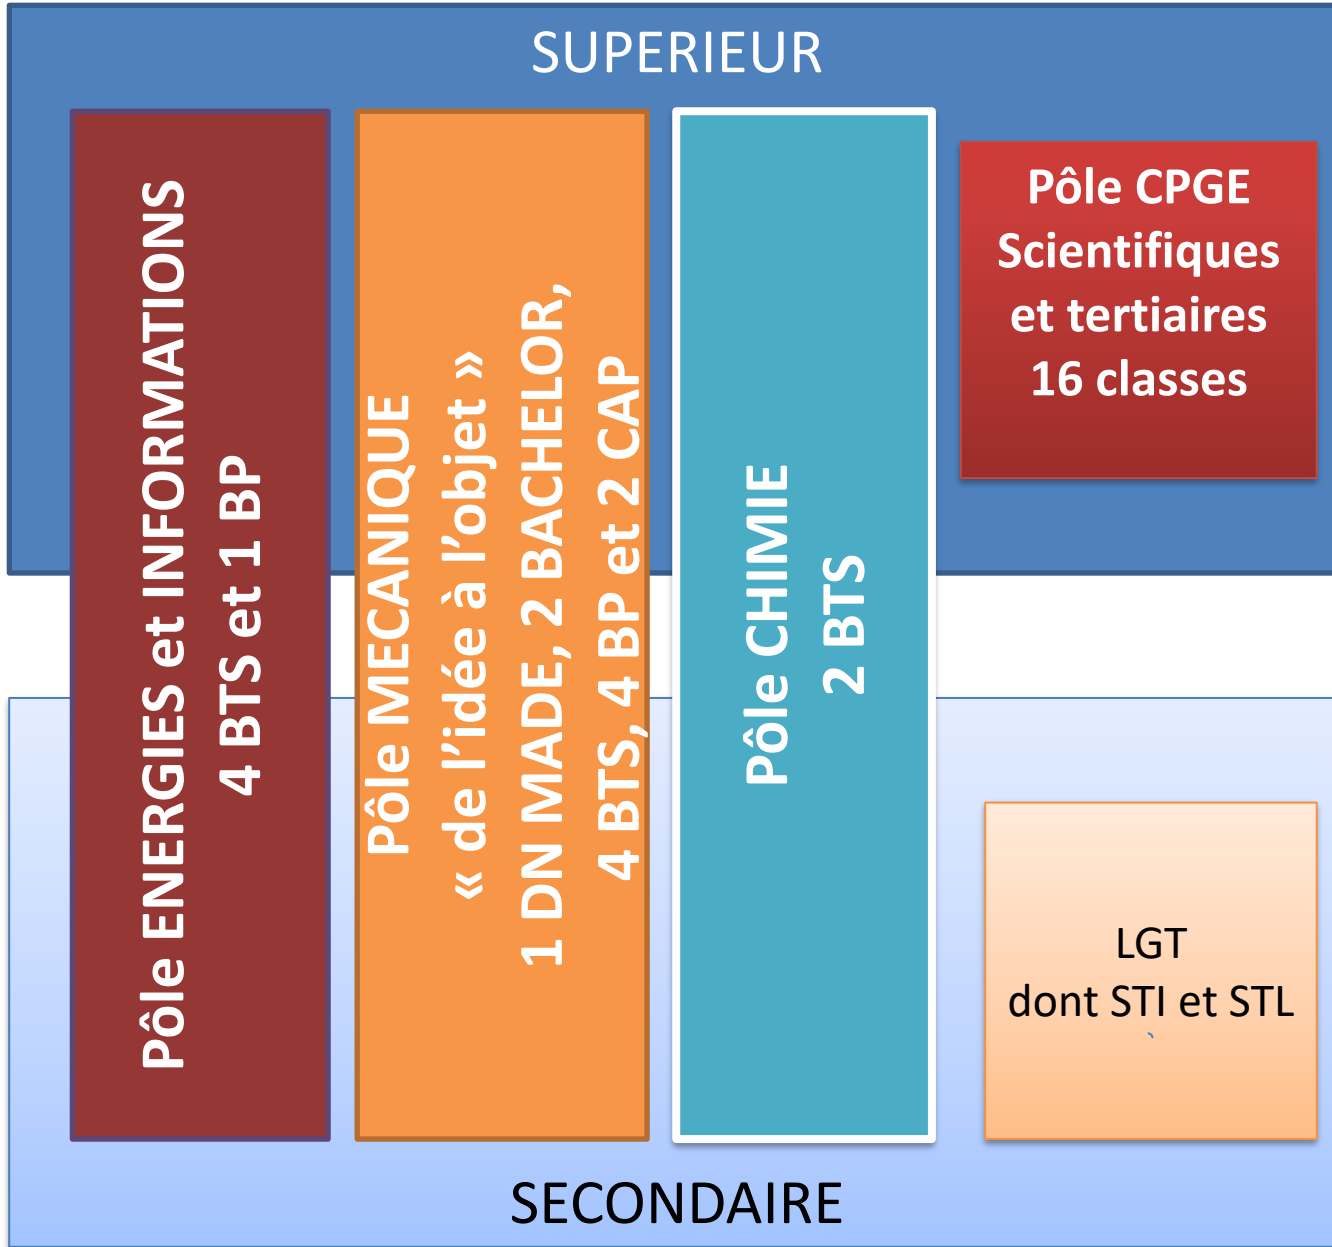 SUPERIEUR
Pôle ENERGIES et INFORMATIONS
4 BTS et 1 BP
Pôle MECANIQUE
« de l’idée à l’objet »
1 DN MADE, 2 BACHELOR,
4 BTS, 4 BP et 2 CAP
Pôle CHIMIE
2 BTS
Pôle CPGE
Scientifiques
et tertiaires
16 classes
LGT
dont STI et STL
SECONDAIRE